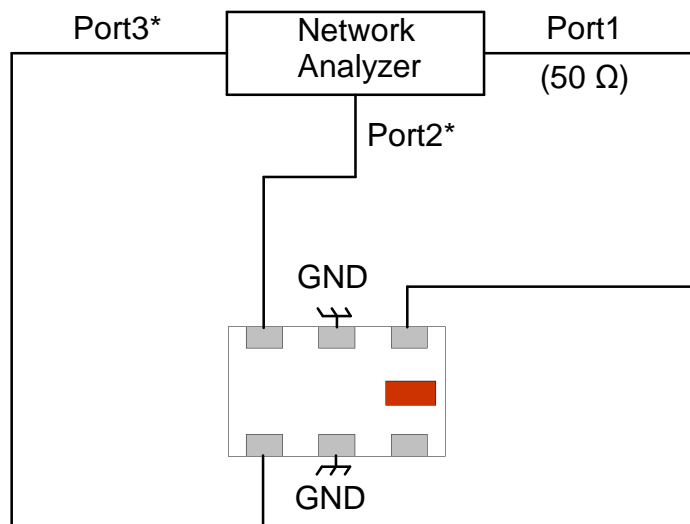 Port3*
Network
Analyzer
Port1
(50 Ω)
Port2*
GND
GND